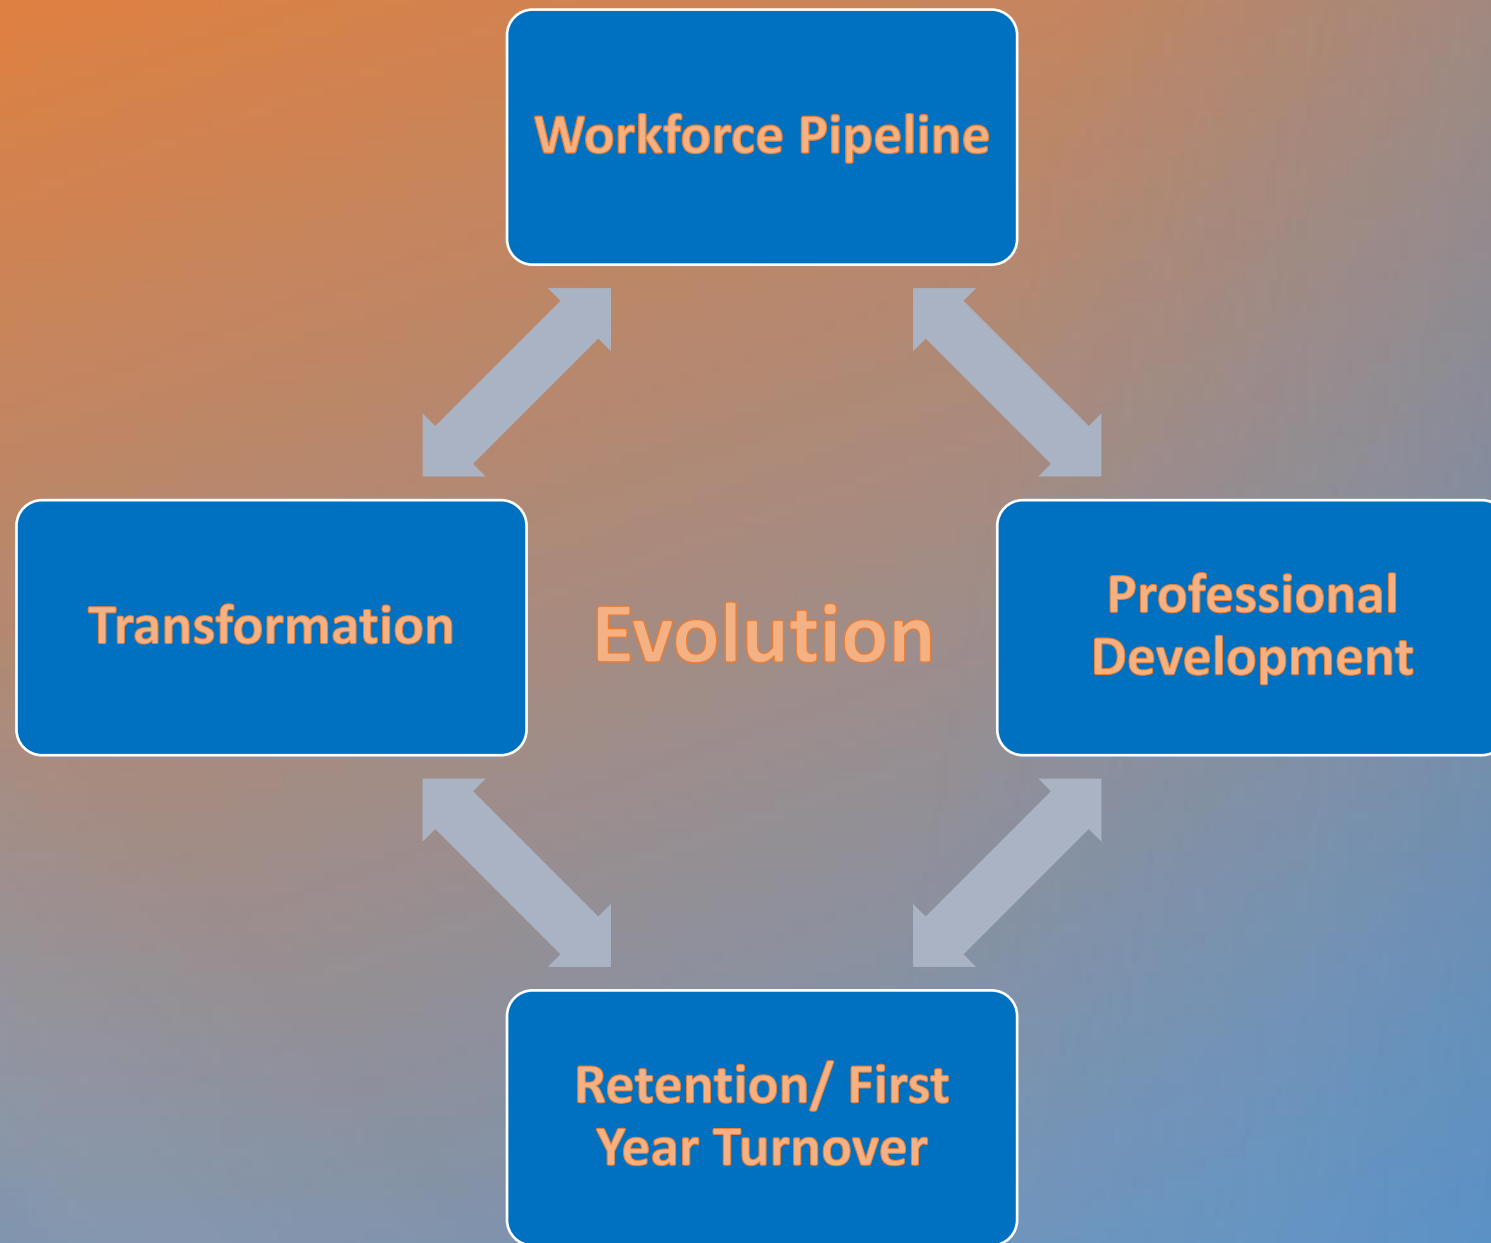 Workforce Pipeline
Transformation
Evolution
Professional
Development
Retention/ First
Year Turnover